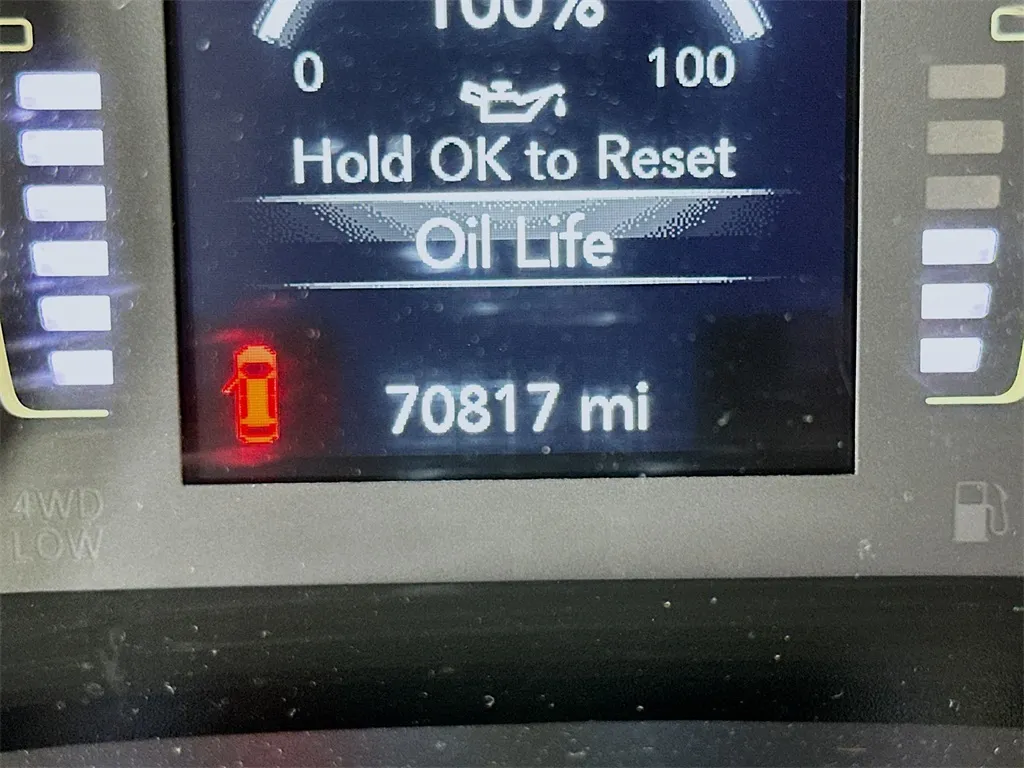 100%
0 100
Hold OK to Reset
Oil Life
70817 mi
4WD
LOW